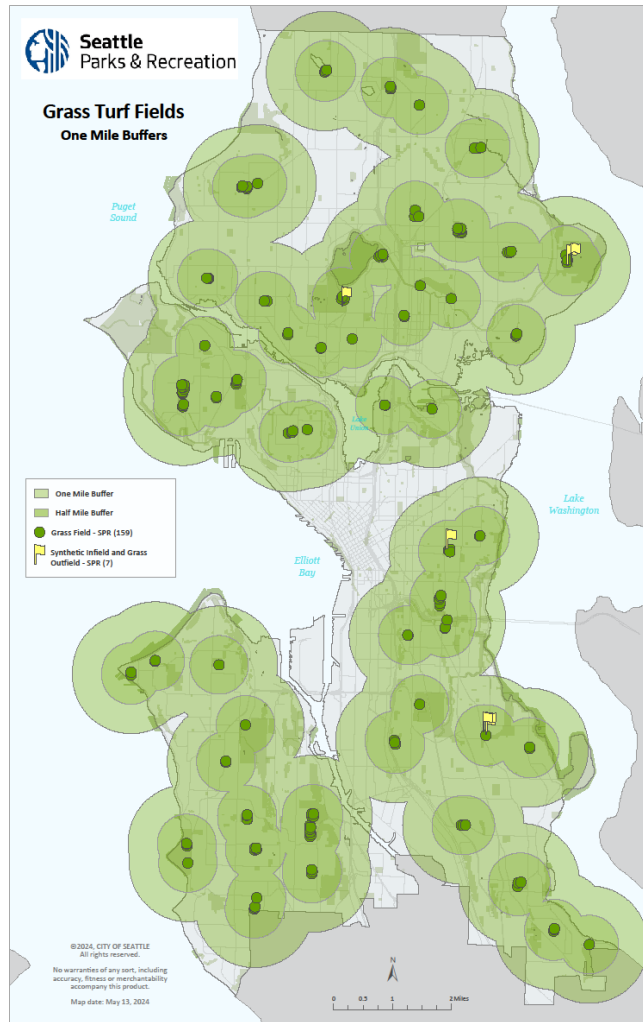 Seattle
Parks & Recreation
Grass Turf Fields
One Mile Buffers
Puget
Sound
Lake
Union
One Mile Buffer
Half Mile Buffer
Grass Field - SPR (159)
Synthetic Infield and Grass
Outfield - SPR (7)
Lake
Washington
Elliott
Bay
©2024, CITY OF SEATTLE
All rights reserved.
No warranties of any sort, including
accuracy, fitness or merchantability
accompany this product.
Map date: May 13, 2024
N
0 0.5 1 2 Miles